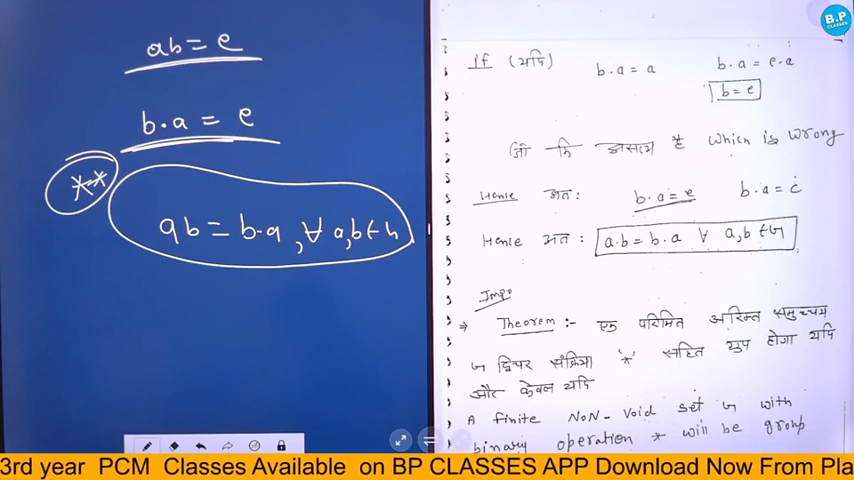 ab = e
b·a = e
**
ab = b·a , ∀ a,b ∈ G
B.P
CLASSES
If (यदि) b·a = a b·a = e·a
b = e
जो कि असत्य है which is wrong
Hence अत: b·a = e b·a = c
Hence अत: a·b = b·a ∀ a,b ∈ G
Imp.
⇒ Theorem :- एक परिमित अरिक्त समुच्चय
G द्विचर संक्रिया '*' सहित ग्रुप होगा यदि
और केवल यदि
A finite NON-void set G with
binary operation * will be group
3rd year PCM Classes Available on BP CLASSES APP Download Now From Pla